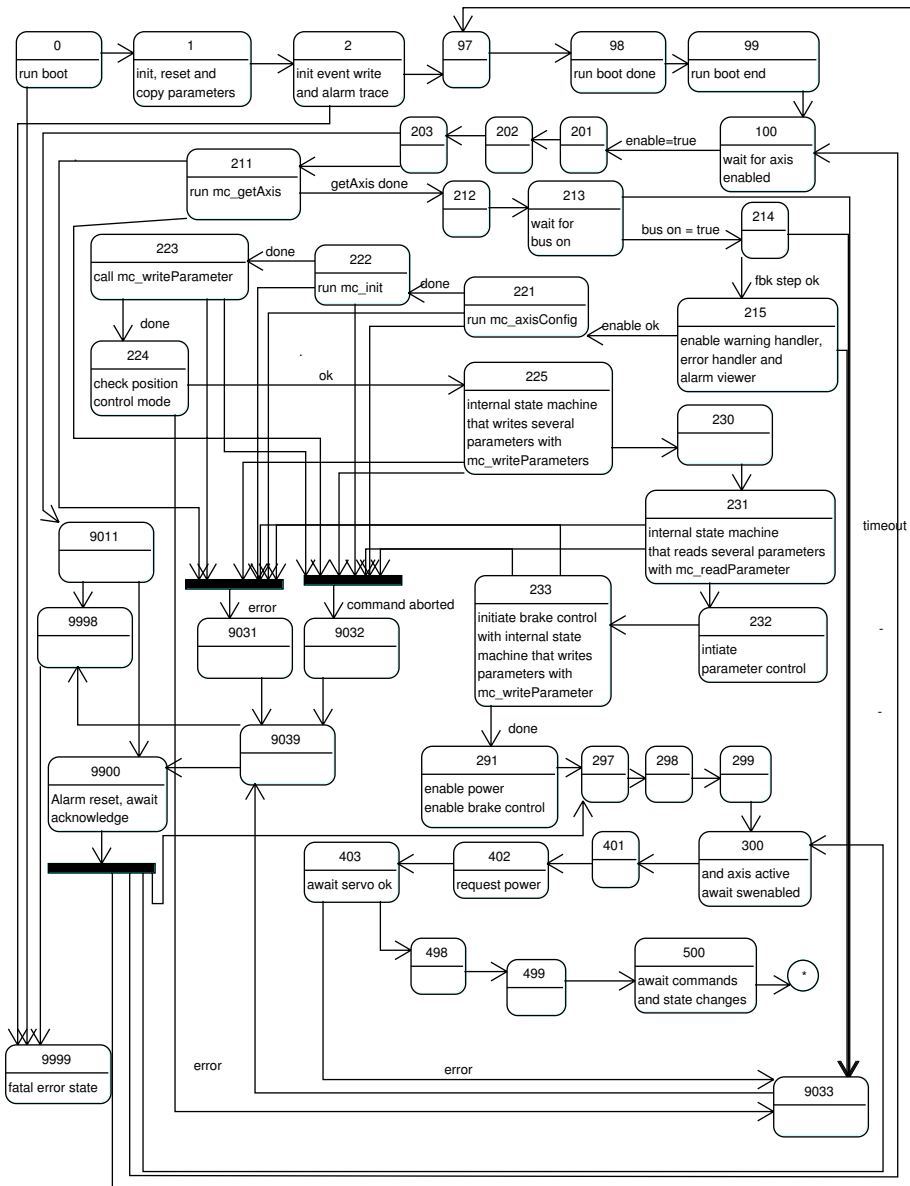 0
run boot
1
init, reset and
copy parameters
2
init event write
and alarm trace
97
98
run boot done
99
run boot end
100
wait for axis
enabled
enable=true
201
202
203
211
run mc_getAxis
getAxis done
212
213
wait for
bus on
bus on = true
214
fbk step ok
215
enable warning handler,
error handler and
alarm viewer
enable ok
221
run mc_axisConfig
done
222
run mc_init
done
223
call mc_writeParameter
done
224
check position
control mode
ok
225
internal state machine
that writes several
parameters with
mc_writeParameters
230
231
internal state machine
that reads several parameters
with mc_readParameter
timeout
232
intiate
parameter control
233
initiate brake control
with internal state
machine that writes
parameters with
mc_writeParameter
done
9011
9998
error
9031
command aborted
9032
9039
9900
Alarm reset, await
acknowledge
291
enable power
enable brake control
297
298
299
300
and axis active
await swenabled
401
402
request power
403
await servo ok
498
499
500
await commands
and state changes
*
9999
fatal error state
error
error
9033